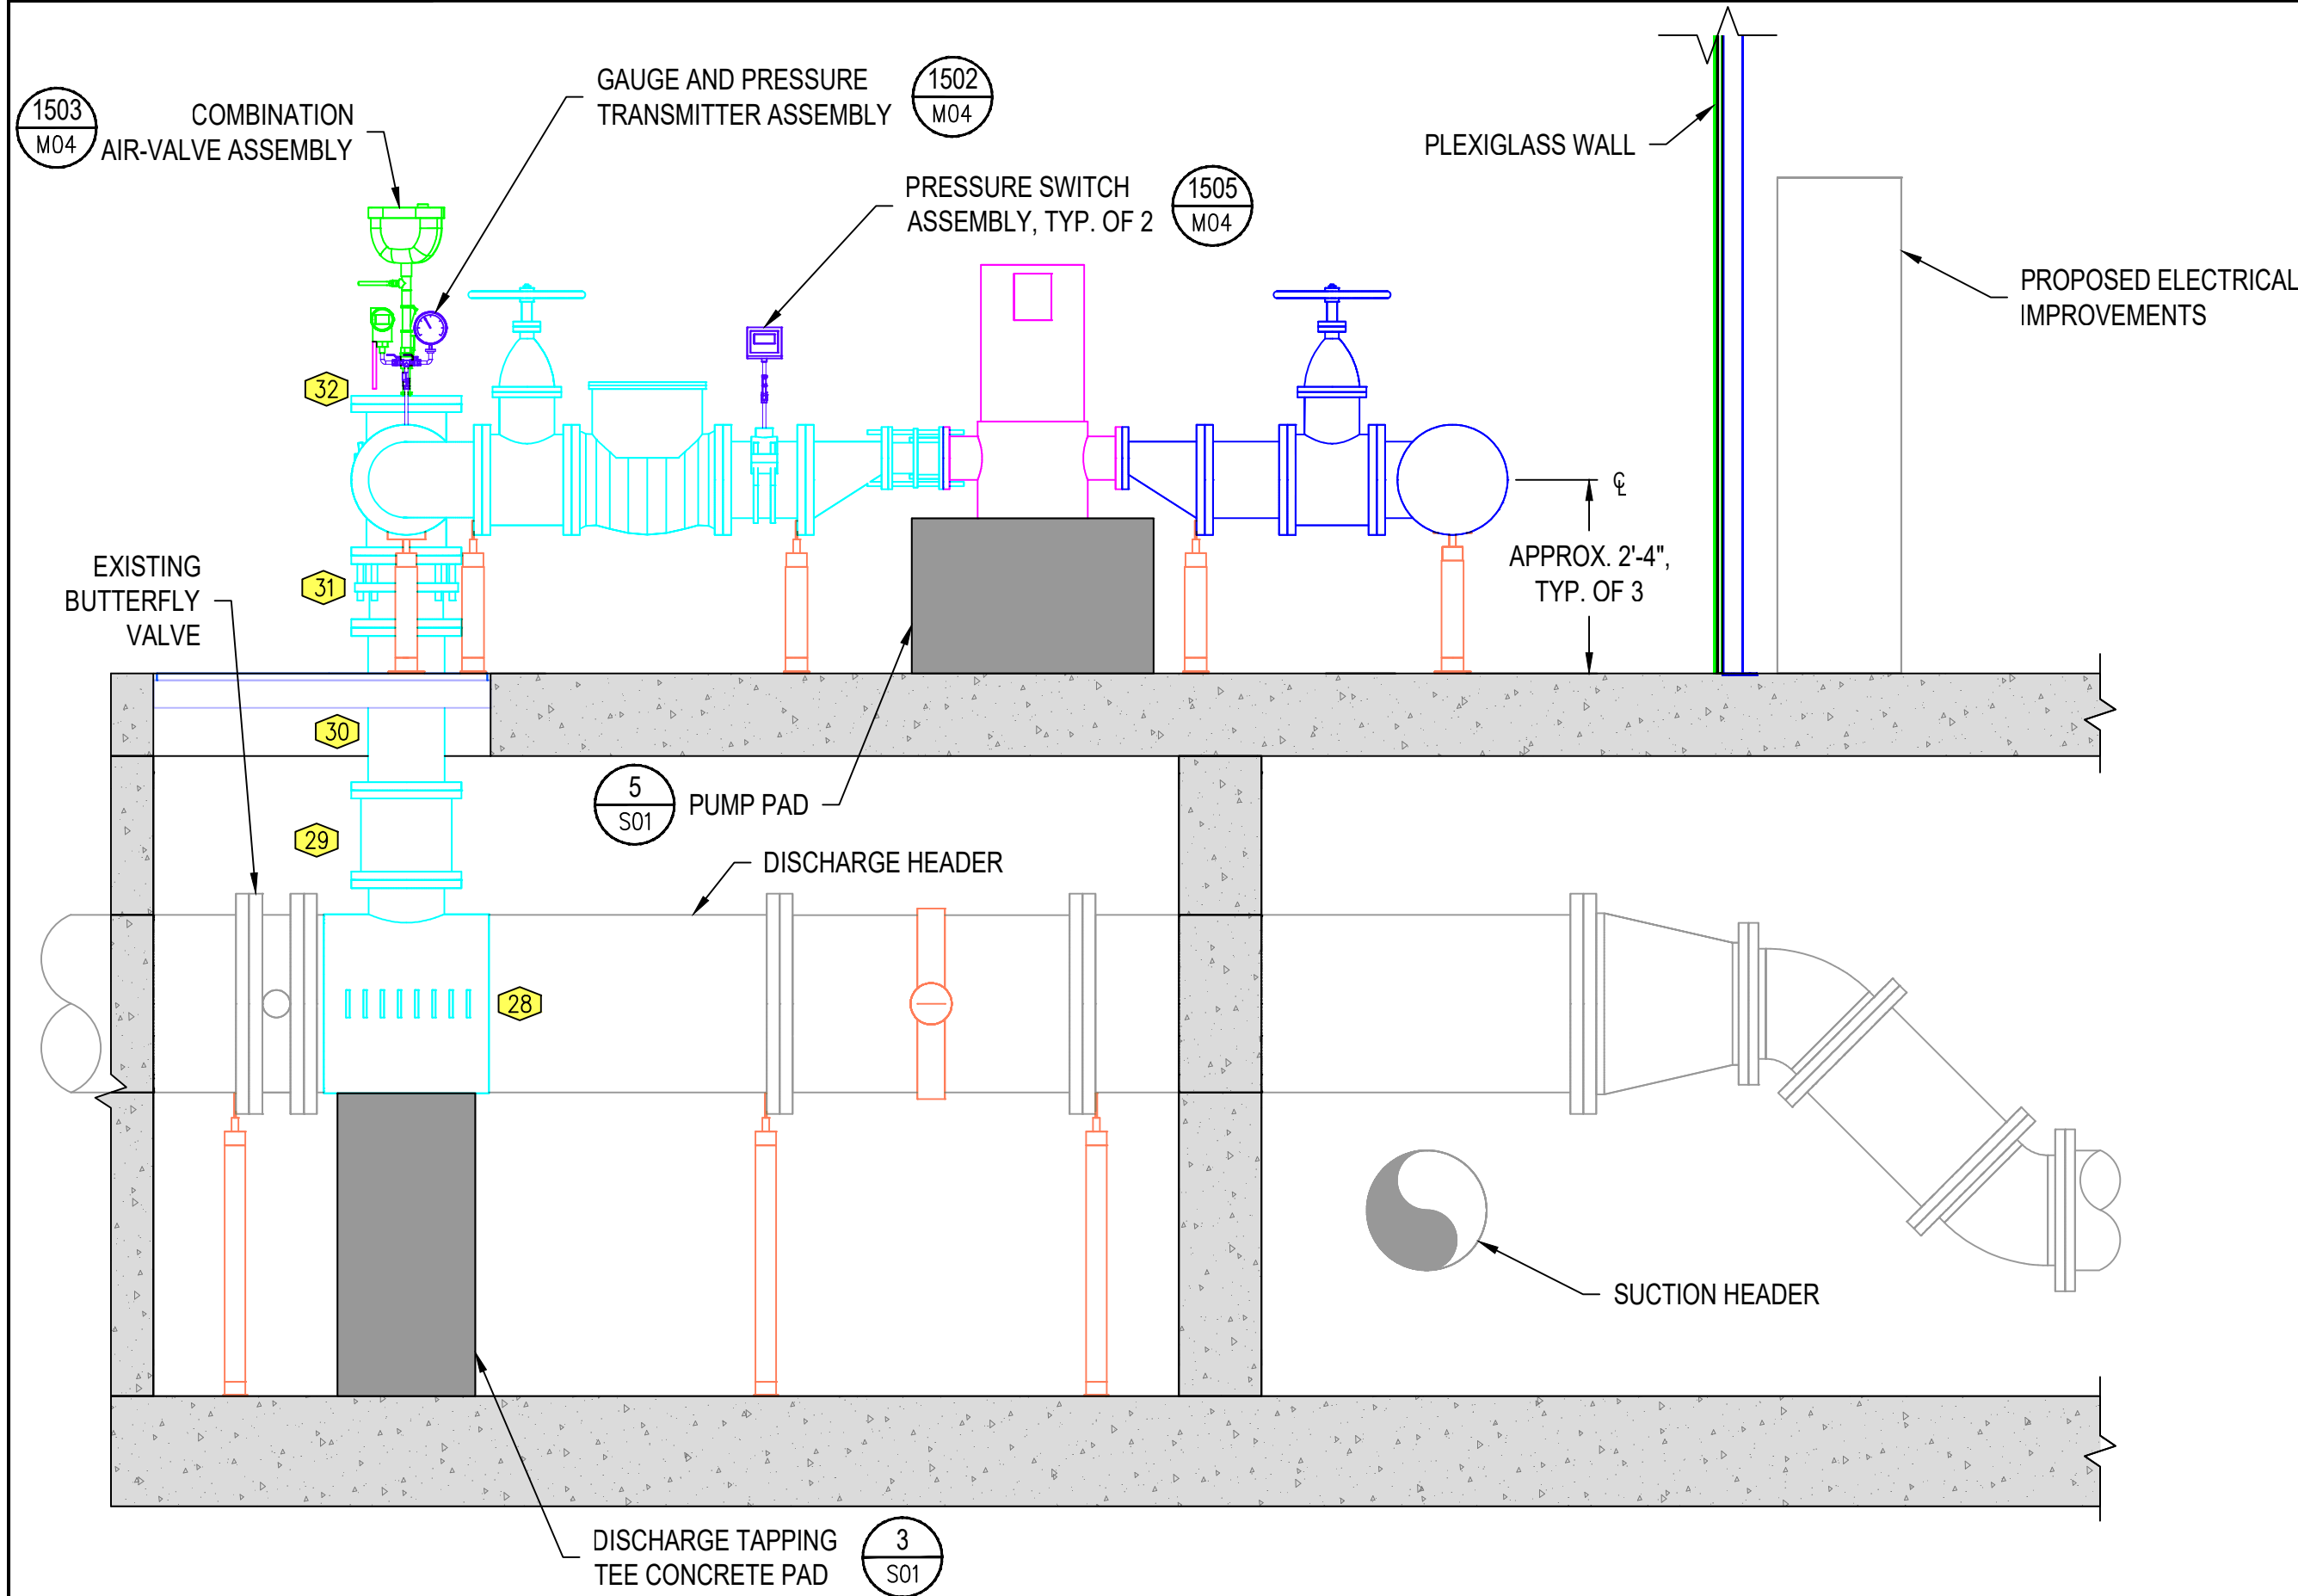 1503
M04
COMBINATION
AIR-VALVE ASSEMBLY
GAUGE AND PRESSURE
TRANSMITTER ASSEMBLY
1502
M04
PRESSURE SWITCH
ASSEMBLY, TYP. OF 2
1505
M04
PLEXIGLASS WALL
PROPOSED ELECTRICAL
IMPROVEMENTS
32
31
EXISTING
BUTTERFLY
VALVE
℄
APPROX. 2'-4",
TYP. OF 3
30
5
S01
PUMP PAD
29
DISCHARGE HEADER
28
SUCTION HEADER
DISCHARGE TAPPING
TEE CONCRETE PAD
3
S01